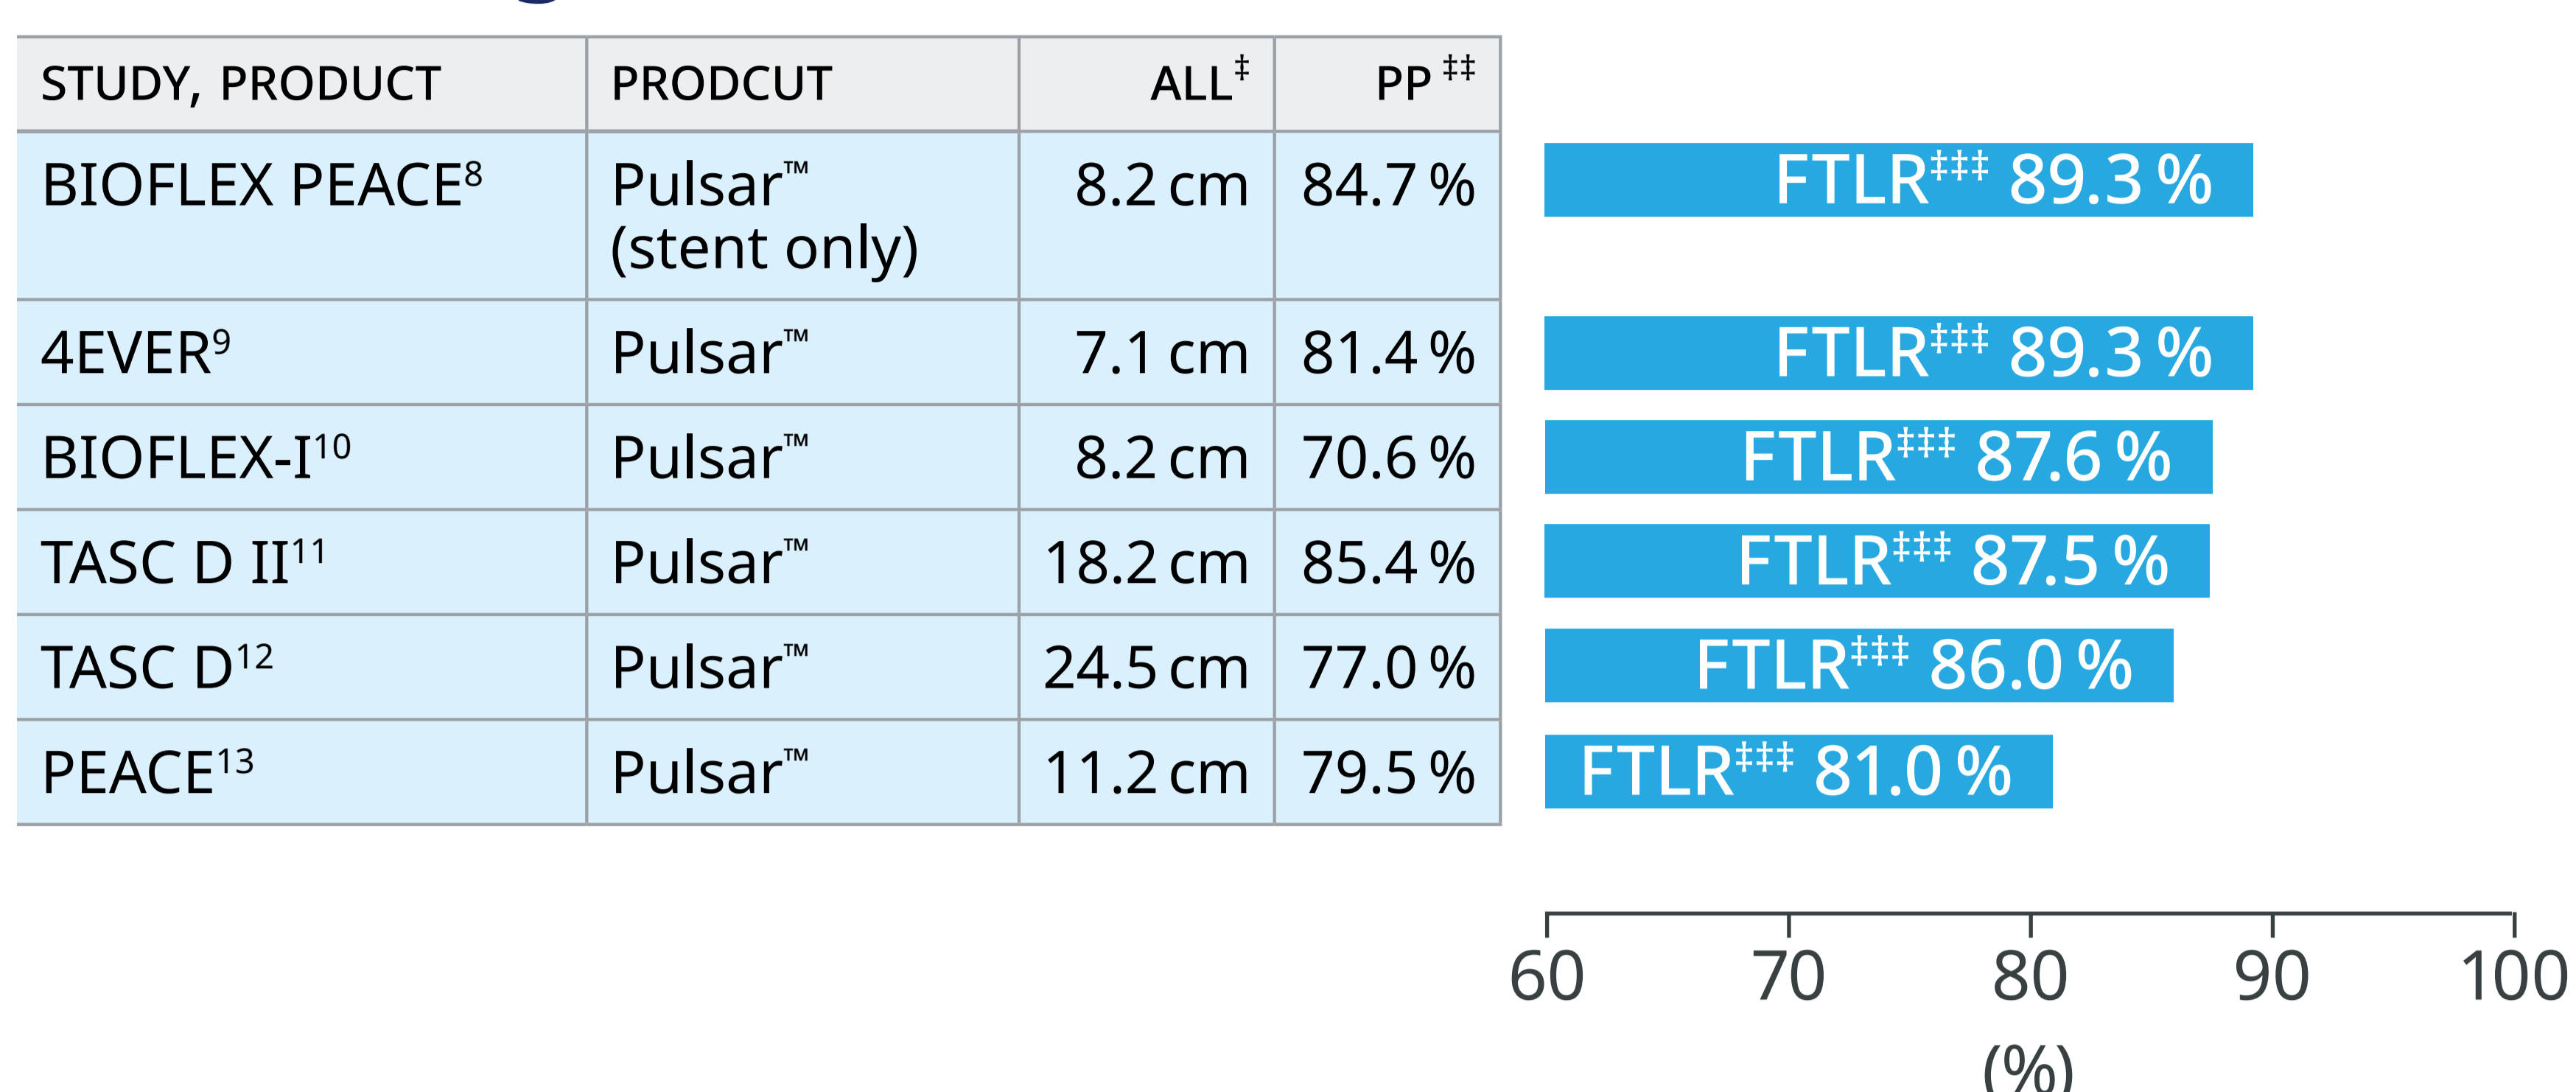 STUDY, PRODUCT PRODCUT ALL‡ PP ‡‡
BIOFLEX PEACE⁸ Pulsar™ 8.2 cm 84.7 % FTLR‡‡‡ 89.3 %
(stent only)
4EVER⁹ Pulsar™ 7.1 cm 81.4 % FTLR‡‡‡ 89.3 %
BIOFLEX-I¹⁰ Pulsar™ 8.2 cm 70.6 % FTLR‡‡‡ 87.6 %
TASC D II¹¹ Pulsar™ 18.2 cm 85.4 % FTLR‡‡‡ 87.5 %
TASC D¹² Pulsar™ 24.5 cm 77.0 % FTLR‡‡‡ 86.0 %
PEACE¹³ Pulsar™ 11.2 cm 79.5 % FTLR‡‡‡ 81.0 %
60 70 80 90 100
(%)